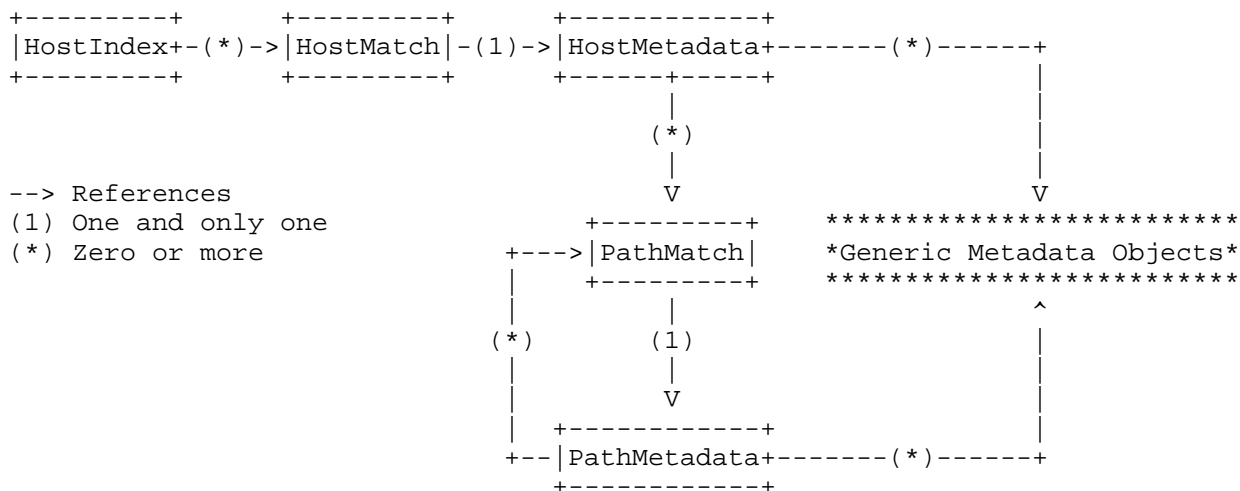 +---------+      +---------+      +------------+
|HostIndex+-(*)->|HostMatch|-(1)->|HostMetadata+-------(*)------+
+---------+      +---------+      +------+-----+                |
                                         |                      |
                                        (*)                     |
                                         |                      |
--> References                           V                      V
(1) One and only one                +---------+    **************************
(*) Zero or more               +--->|PathMatch|    *Generic Metadata Objects*
                               |    +---------+    **************************
                               |         |                      ^
                              (*)       (1)                     |
                               |         |                      |
                               |         V                      |
                               |  +------------+                |
                               +--|PathMetadata+-------(*)------+
                                  +------------+